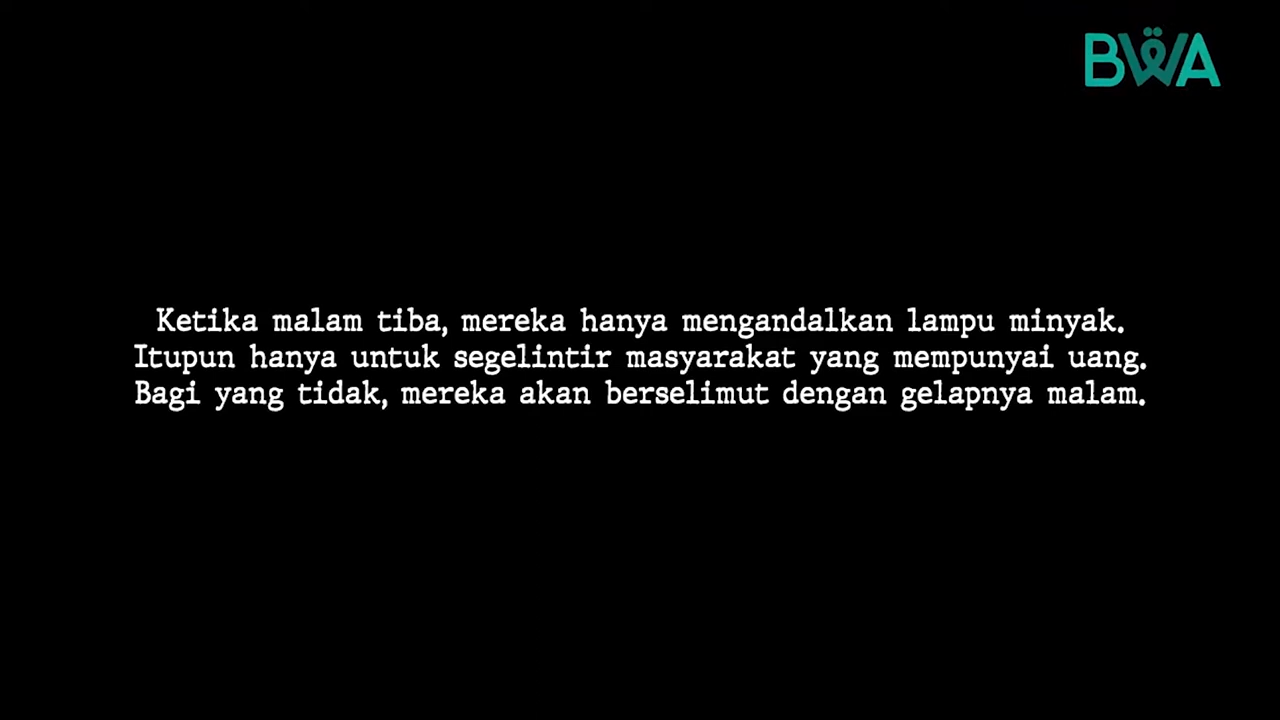 BWA
Ketika malam tiba, mereka hanya mengandalkan lampu minyak.
Itupun hanya untuk segelintir masyarakat yang mempunyai uang.
Bagi yang tidak, mereka akan berselimut dengan gelapnya malam.